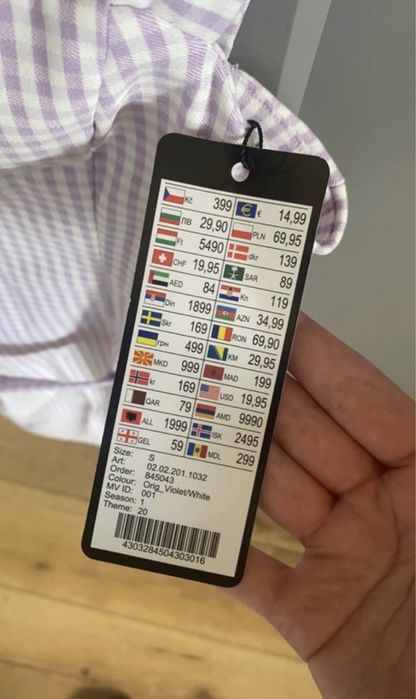 Kč 399 € 14,99
ЛВ 29,90 PLN 69,95
Ft 5490 dkr 139
CHF 19,95 SAR 89
AED 84 Kn 119
Din 1899 AZN 34,99
Skr 169 RON 69,90
грн 499 KM 29,95
MKD 999 MAD 199
kr 169 USD 19,95
QAR 79 AMD 9990
ALL 1999 ISK 2495
GEL 59 MDL 299
Size: S
Art: 02.02.201.1032
Order: 845043
Colour: Orig_Violet/White
MV ID: 001
Season: 1
Theme: 20
4303284504303016